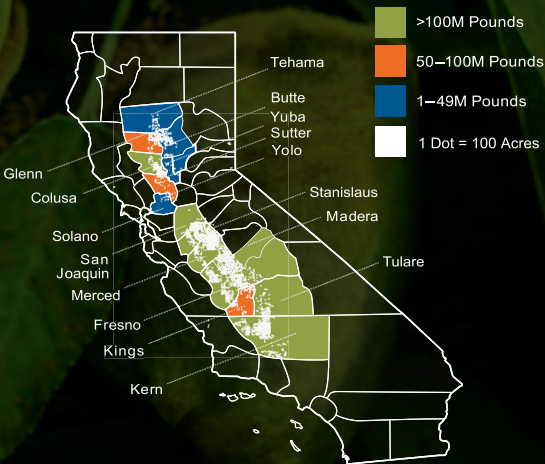 >100M Pounds
50–100M Pounds
1–49M Pounds
1 Dot = 100 Acres
Tehama
Butte
Yuba
Sutter
Yolo
Glenn
Colusa
Stanislaus
Madera
Solano
San
Joaquin
Tulare
Merced
Fresno
Kings
Kern